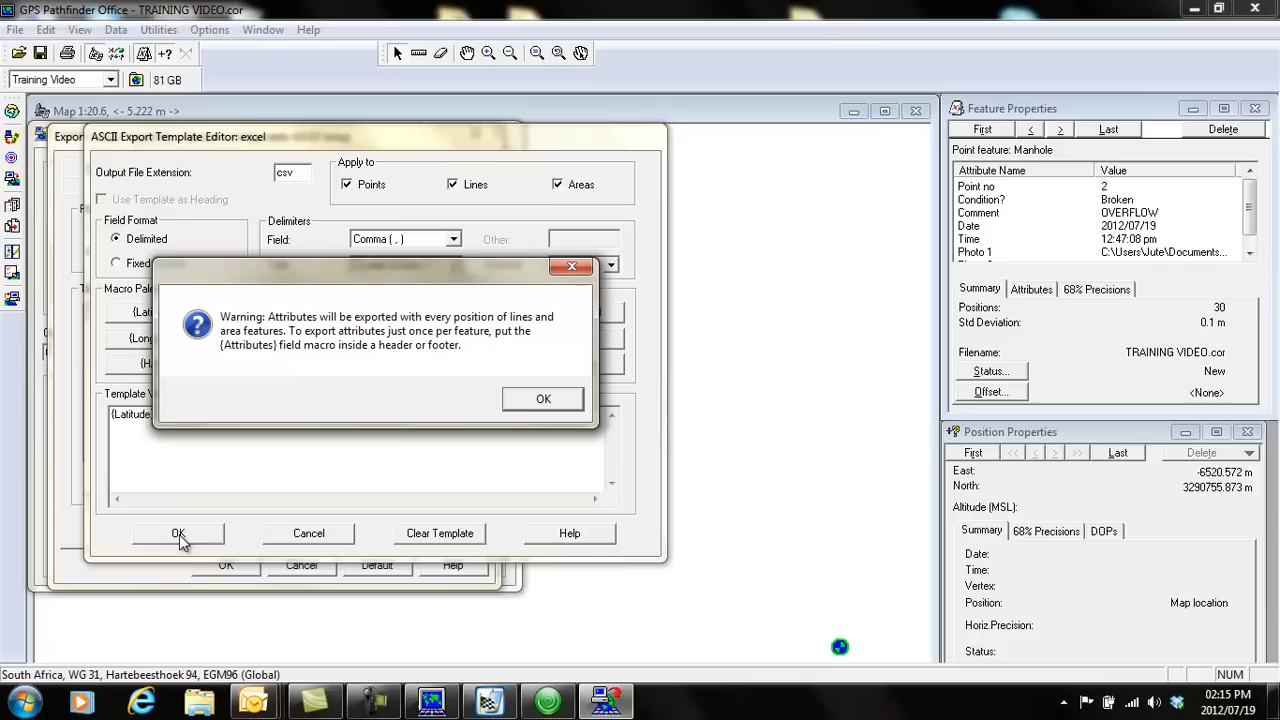 GPS Pathfinder Office - TRAINING VIDEO.cor
File Edit View Data Utilities Options Window Help
Training Video 81 GB
Map 1:20.6, <- 5.222 m ->
Expor ASCII Export Template Editor: excel
Output File Extension: csv
Apply to
Points Lines Areas
Use Template as Heading
Field Format
Delimited
Fixed
Delimiters
Field: Comma ( , ) Other:
Macro Pale
{Lati
{Long
{H
Warning: Attributes will be exported with every position of lines and
area features. To export attributes just once per feature, put the
{Attributes} field macro inside a header or footer.
OK
Template V
{Latitude
OK Cancel Clear Template Help
OK Cancel Default Help
Feature Properties
First < > Last Delete
Point feature: Manhole
Attribute Name Value
Point no 2
Condition? Broken
Comment OVERFLOW
Date 2012/07/19
Time 12:47:08 pm
Photo 1 C:\Users\Jute\Documents...
Summary Attributes 68% Precisions
Positions: 30
Std Deviation: 0.1 m
Filename: TRAINING VIDEO.cor
Status... New
Offset... <None>
Position Properties
First << < > >> Last Delete
East: -6520.572 m
North: 3290755.873 m
Altitude (MSL):
Summary 68% Precisions DOPs
Date:
Time:
Vertex:
Position: Map location
Horiz.Precision:
Status:
South Africa, WG 31, Hartebeesthoek 94, EGM96 (Global) NUM
02:15 PM
2012/07/19